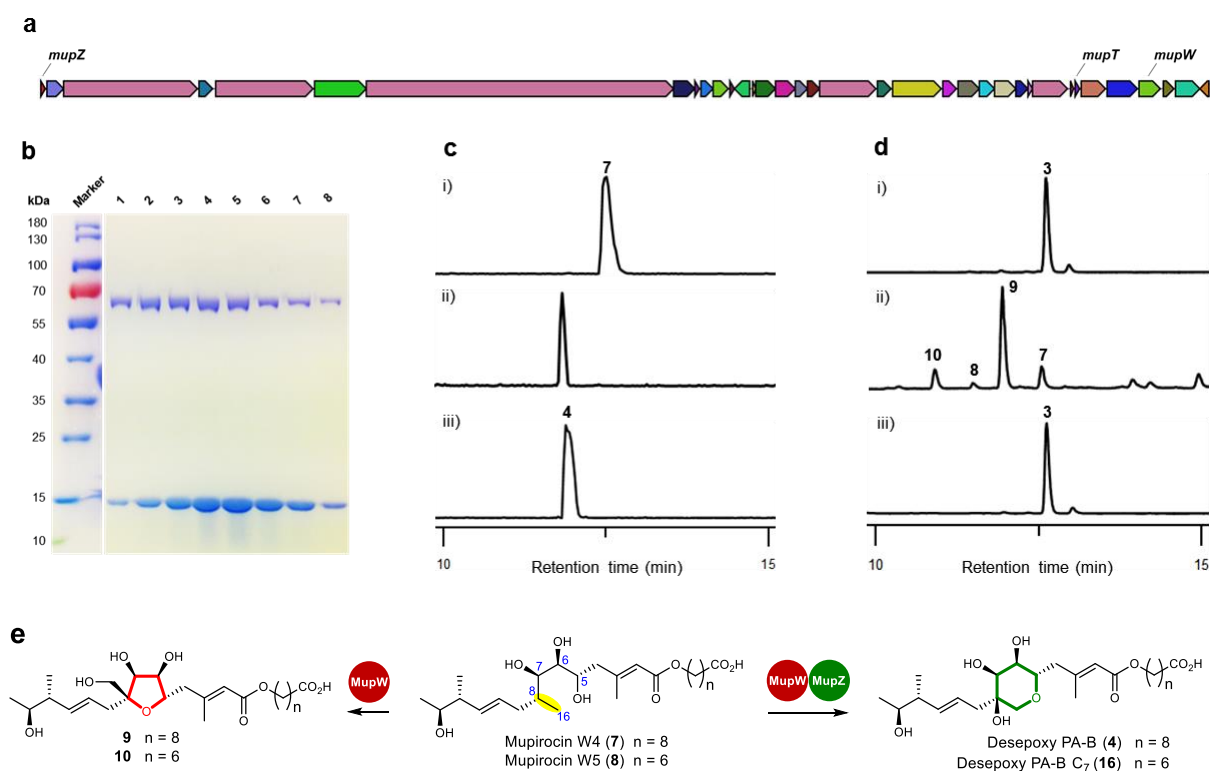 a
mupZ
mupT
mupW
b
kDa
Marker
1 2 3 4 5 6 7 8
180
130
100
70
55
40
35
25
15
10
c
i)
7
ii)
iii)
4
10 15
Retention time (min)
d
i)
3
ii)
9
10
8
7
iii)
3
10 15
Retention time (min)
e
HO OH
HO
O
OH
O
O
CO₂H
n
9 n = 8
10 n = 6
MupW
OH
HO
7
6
5
8
16
OH
OH
O
O
CO₂H
n
Mupirocin W4 (7) n = 8
Mupirocin W5 (8) n = 6
MupW MupZ
OH
HO
O
OH
OH
O
O
CO₂H
n
Desepoxy PA-B (4) n = 8
Desepoxy PA-B C₇ (16) n = 6